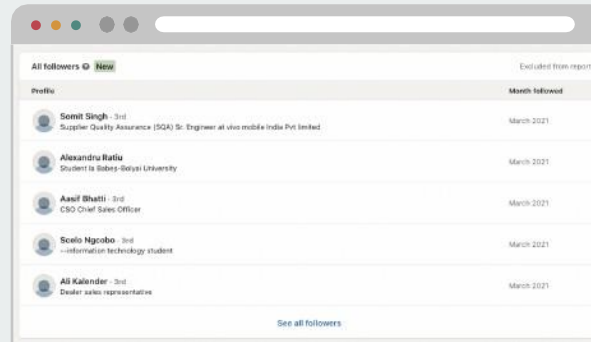 All followers New
Excluded from report
Profile
Month followed
Somit Singh · 3rd
Supplier Quality Assurance (SQA) Sr. Engineer at vivo mobile India Pvt limited
March 2021
Alexandru Ratiu
Student la Babeș-Bolyai University
March 2021
Aasif Bhatti · 3rd
CSO Chief Sales Officer
March 2021
Scelo Ngcobo · 3rd
--information technology student
March 2021
Ali Kalender · 3rd
Dealer sales representative
March 2021
See all followers